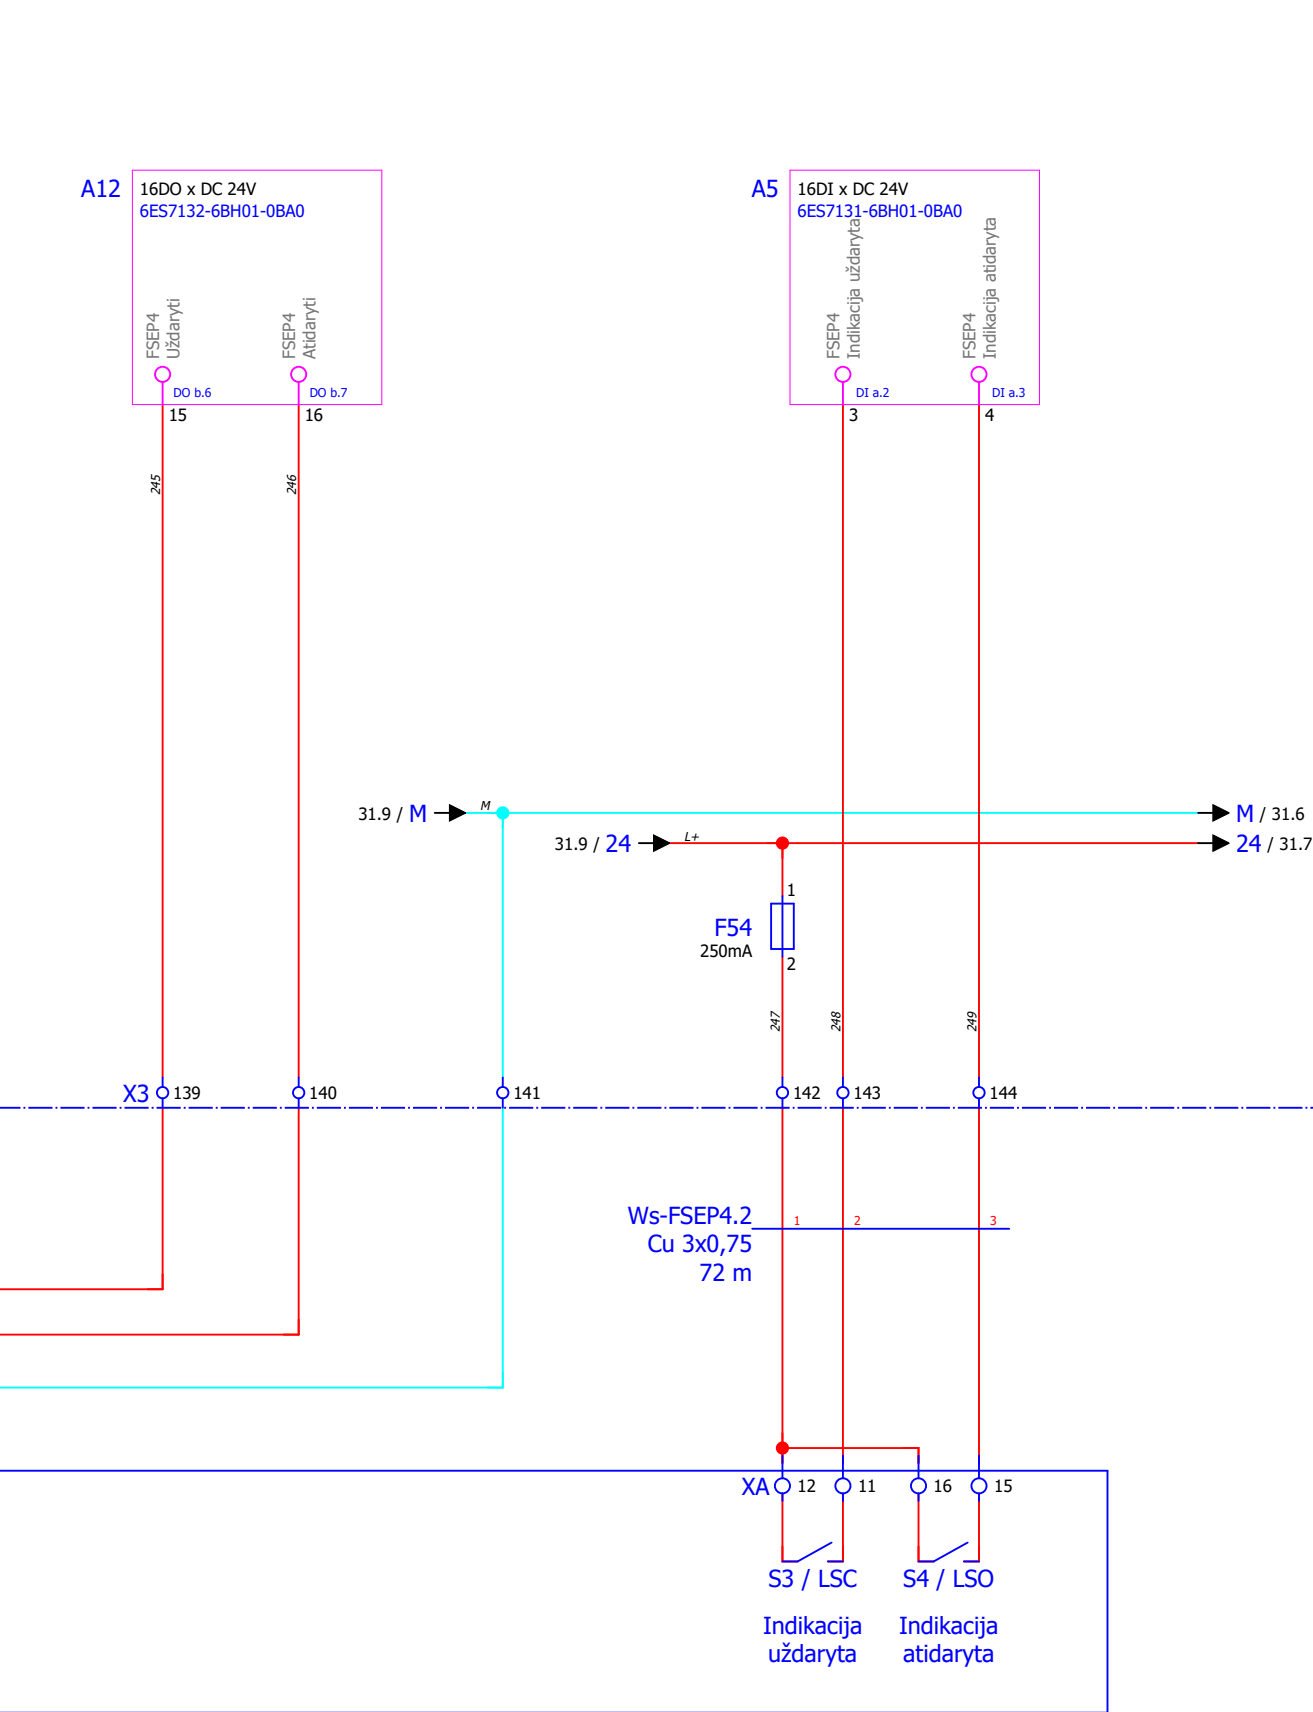 A12
16DO x DC 24V
6ES7132-6BH01-0BA0
FSEP4
Uždaryti
FSEP4
Atidaryti
DO b.6
DO b.7
15
16
245
246
A5
16DI x DC 24V
6ES7131-6BH01-0BA0
FSEP4
Indikacija uždaryta
FSEP4
Indikacija atidaryta
DI a.2
DI a.3
3
4
31.9 / M
M
M / 31.6
31.9 / 24
L+
24 / 31.7
1
F54
250mA
2
247
248
249
X3
139
140
141
142
143
144
Ws-FSEP4.2
1
2
3
Cu 3x0,75
72 m
XA
12
11
16
15
S3 / LSC
S4 / LSO
Indikacija
uždaryta
Indikacija
atidaryta